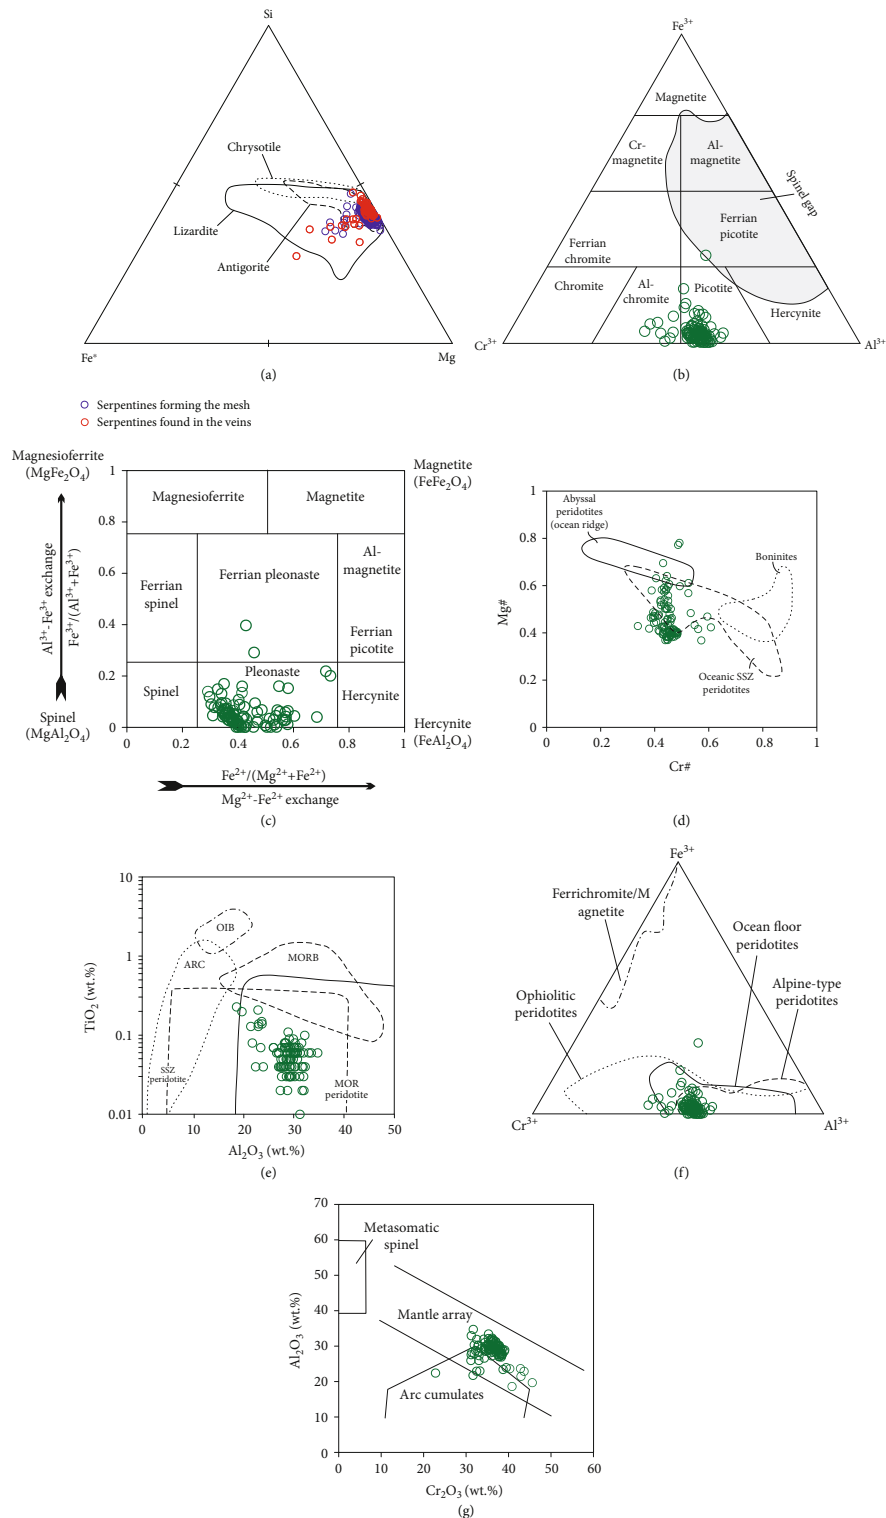 Si
Chrysotile
Lizardite
Antigorite
Fe*
Mg
(a)
Serpentines forming the mesh
Serpentines found in the veins
Fe³⁺
Magnetite
Cr-
magnetite
Al-
magnetite
Spinel gap
Ferrian
picotite
Ferrian
chromite
Chromite
Al-
chromite
Picotite
Hercynite
Cr³⁺
Al³⁺
(b)
Magnesioferrite
(MgFe₂O₄)
Magnetite
(FeFe₂O₄)
Al³⁺-Fe³⁺ exchange
Fe³⁺/(Al³⁺+Fe³⁺)
1
0.8
0.6
0.4
0.2
0
Magnesioferrite
Magnetite
Ferrian
spinel
Ferrian pleonaste
Al-
magnetite
Ferrian
picotite
Spinel
Pleonaste
Hercynite
Spinel
(MgAl₂O₄)
Hercynite
(FeAl₂O₄)
0 0.2 0.4 0.6 0.8 1
Fe²⁺/(Mg²⁺+Fe²⁺)
Mg²⁺-Fe²⁺ exchange
(c)
1
0.8
0.6
0.4
0.2
0
Mg#
Abyssal
peridotites
(ocean ridge)
Boninites
Oceanic SSZ
peridotites
0 0.2 0.4 0.6 0.8 1
Cr#
(d)
10
1
0.1
0.01
TiO₂ (wt.%)
OIB
ARC
MORB
SSZ
peridotite
MOR
peridotite
0 10 20 30 40 50
Al₂O₃ (wt.%)
(e)
Fe³⁺
Ferrichromite/M
agnetite
Ocean floor
peridotites
Ophiolitic
peridotites
Alpine-type
peridotites
Cr³⁺
Al³⁺
(f)
70
60
50
40
30
20
10
0
Al₂O₃ (wt.%)
Metasomatic
spinel
Mantle array
Arc cumulates
0 10 20 30 40 50 60
Cr₂O₃ (wt.%)
(g)